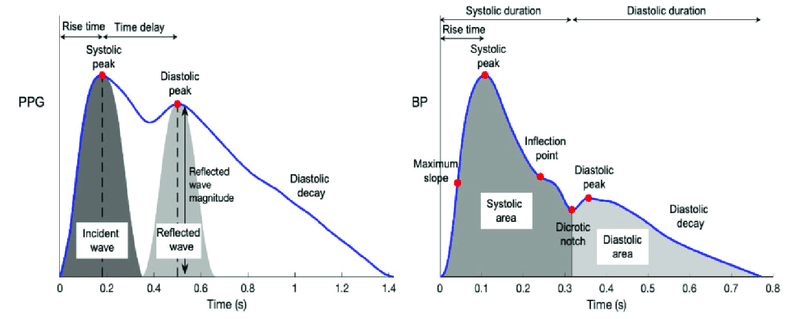 Rise time
Time delay
Systolic
peak
Diastolic
peak
PPG
Reflected
wave
magnitude
Diastolic
decay
Incident
wave
Reflected
wave
0
0.2
0.4
0.6
0.8
1
1.2
1.4
Time (s)
Systolic duration
Diastolic duration
Rise time
Systolic
peak
BP
Maximum
slope
Inflection
point
Diastolic
peak
Systolic
area
Dicrotic
notch
Diastolic
area
Diastolic
decay
0
0.1
0.2
0.3
0.4
0.5
0.6
0.7
0.8
Time (s)